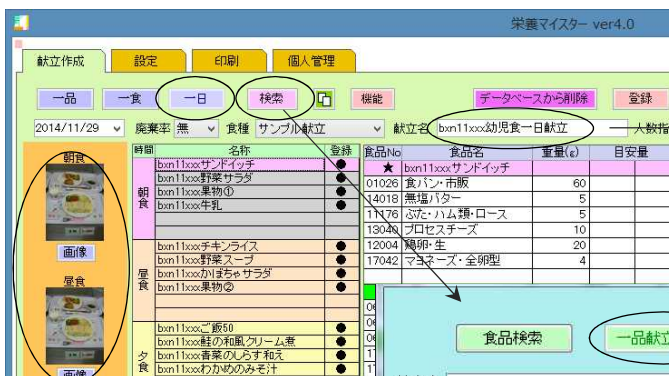 栄養マイスター ver4.0
献立作成 設定 印刷 個人管理
一品 一食 一日 検索 機能 データベースから削除 登録
2014/11/29 廃棄率 無 食種 サンプル献立 献立名 bxn11xxx幼児食一日献立 人数指
朝食
画像
昼食
画像
時間 名称 登録
朝食
bxn11xxxサンドイッチ ●
bxn11xxx野菜サラダ ●
bxn11xxx果物① ●
bxn11xxx牛乳 ●
昼食
bxn11xxxチキンライス ●
bxn11xxx野菜スープ ●
bxn11xxxかぼちゃサラダ ●
bxn11xxx果物② ●
夕食
bxn11xxxご飯50 ●
bxn11xxx鮭の和風クリーム煮 ●
bxn11xxx青菜のしらす和え ●
bxn11xxxわかめのみそ汁 ●
食品No 食品名 重量(g) 目安量
★ bxn11xxxサンドイッチ
01026 食パン・市販 60
14018 無塩バター 5
11176 ぶた・ハム類・ロース 5
13040 プロセスチーズ 10
12004 鶏卵・生 20
17042 マヨネーズ・全卵型 4
食品検索 一品献立